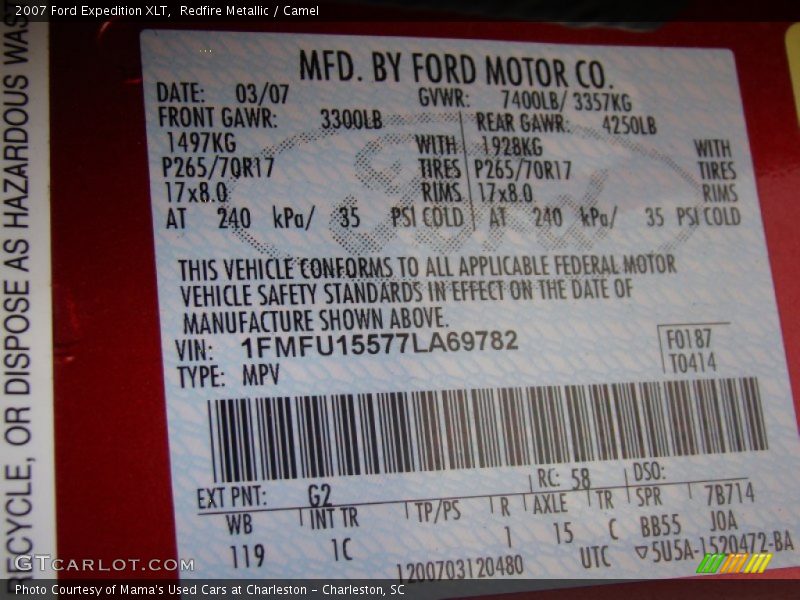 2007 Ford Expedition XLT, Redfire Metallic / Camel
RECYCLE, OR DISPOSE AS HAZARDOUS WAS
MFD. BY FORD MOTOR CO.
DATE: 03/07 GVWR: 7400LB/ 3357KG
FRONT GAWR: 3300LB REAR GAWR: 4250LB
1497KG WITH 1928KG WITH
P265/70R17 TIRES P265/70R17 TIRES
17x8.0 RIMS 17x8.0 RIMS
AT 240 kPa/ 35 PSI COLD AT 240 kPa/ 35 PSI COLD
Ford
THIS VEHICLE CONFORMS TO ALL APPLICABLE FEDERAL MOTOR
VEHICLE SAFETY STANDARDS IN EFFECT ON THE DATE OF
MANUFACTURE SHOWN ABOVE.
VIN: 1FMFU15577LA69782 F0187
TYPE: MPV T0414
EXT PNT: G2 RC: 58 DSO:
WB INT TR TP/PS R AXLE TR SPR 7B714
119 1C 1 15 C BB55 J0A
1200703120480 UTC ▽5U5A-1520472-BA
GTCARLOT.COM
Photo Courtesy of Mama's Used Cars at Charleston - Charleston, SC